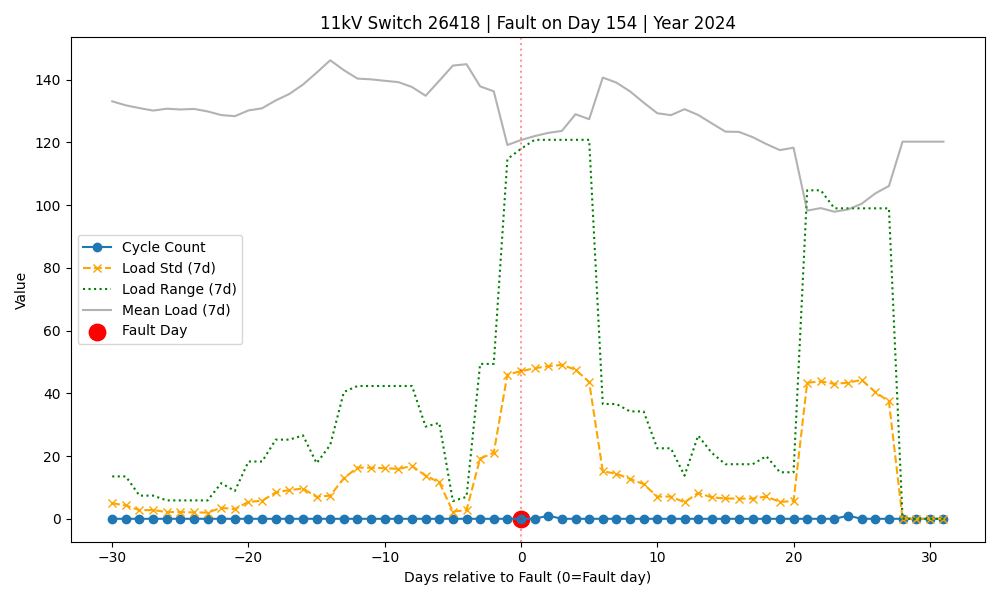 11kV Switch 26418 | Fault on Day 154 | Year 2024
Value
140
120
100
80
60
40
20
0
Cycle Count
Load Std (7d)
Load Range (7d)
Mean Load (7d)
Fault Day
−30 −20 −10 0 10 20 30
Days relative to Fault (0=Fault day)